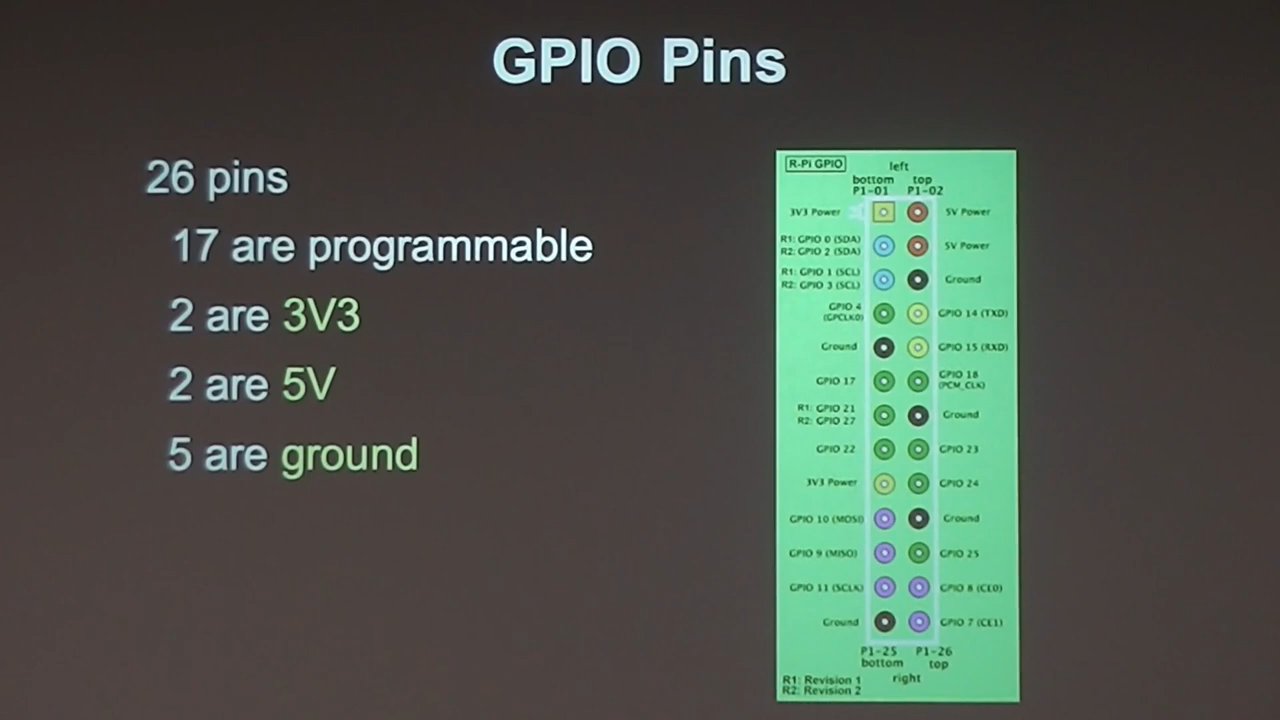 GPIO Pins
26 pins
17 are programmable
2 are 3V3
2 are 5V
5 are ground
R-Pi GPIO
left
bottom top
P1-01 P1-02
3V3 Power 5V Power
R1: GPIO 0 (SDA)
R2: GPIO 2 (SDA)
5V Power
R1: GPIO 1 (SCL)
R2: GPIO 3 (SCL)
Ground
GPIO 4
(GPCLK0)
GPIO 14 (TXD)
Ground GPIO 15 (RXD)
GPIO 17
GPIO 18
(PCM_CLK)
R1: GPIO 21
R2: GPIO 27
Ground
GPIO 22 GPIO 23
3V3 Power GPIO 24
GPIO 10 (MOSI) Ground
GPIO 9 (MISO) GPIO 25
GPIO 11 (SCLK) GPIO 8 (CE0)
Ground GPIO 7 (CE1)
P1-25 P1-26
bottom top
right
R1: Revision 1
R2: Revision 2